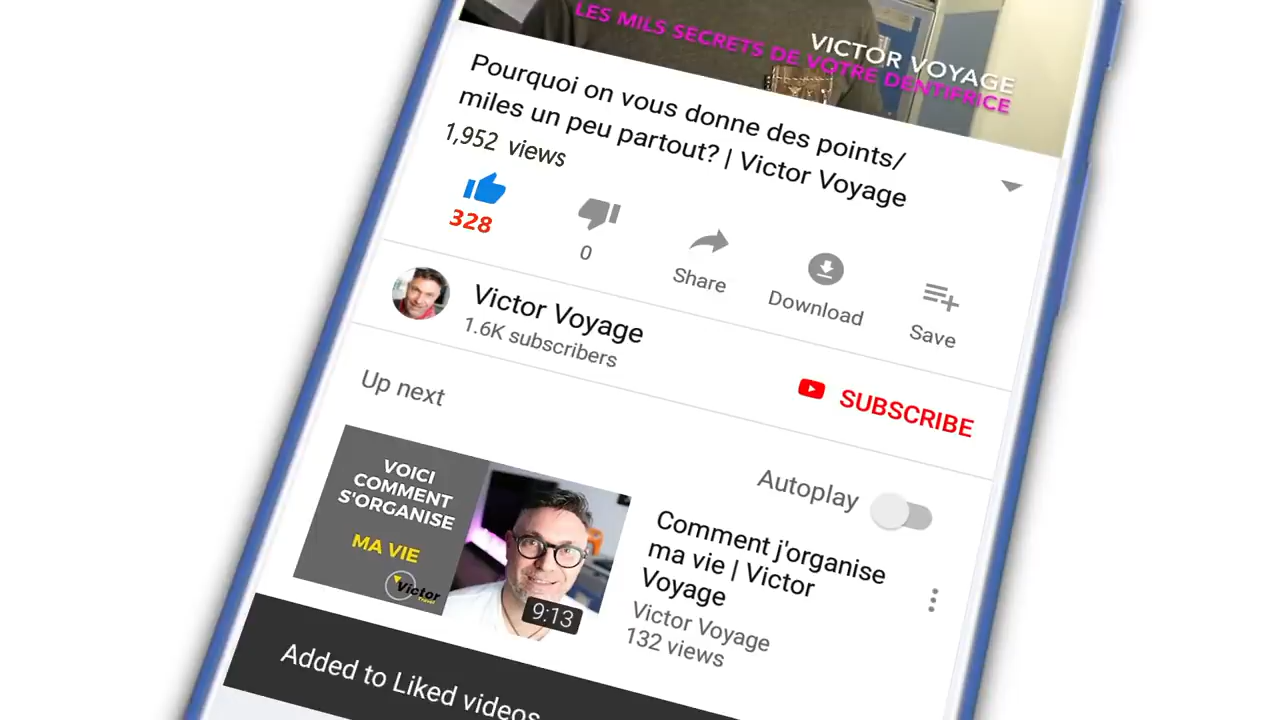 VICTOR VOYAGE
LES MILS SECRETS DE VOTRE DENTIFRICE
Pourquoi on vous donne des points/
miles un peu partout? | Victor Voyage
1,952 views
328
0
Share
Download
Save
Victor Voyage
1.6K subscribers
SUBSCRIBE
Up next
Autoplay
VOICI
COMMENT
S'ORGANISE
MA VIE
Victor
9:13
Comment j'organise
ma vie | Victor
Voyage
Victor Voyage
132 views
Added to Liked videos